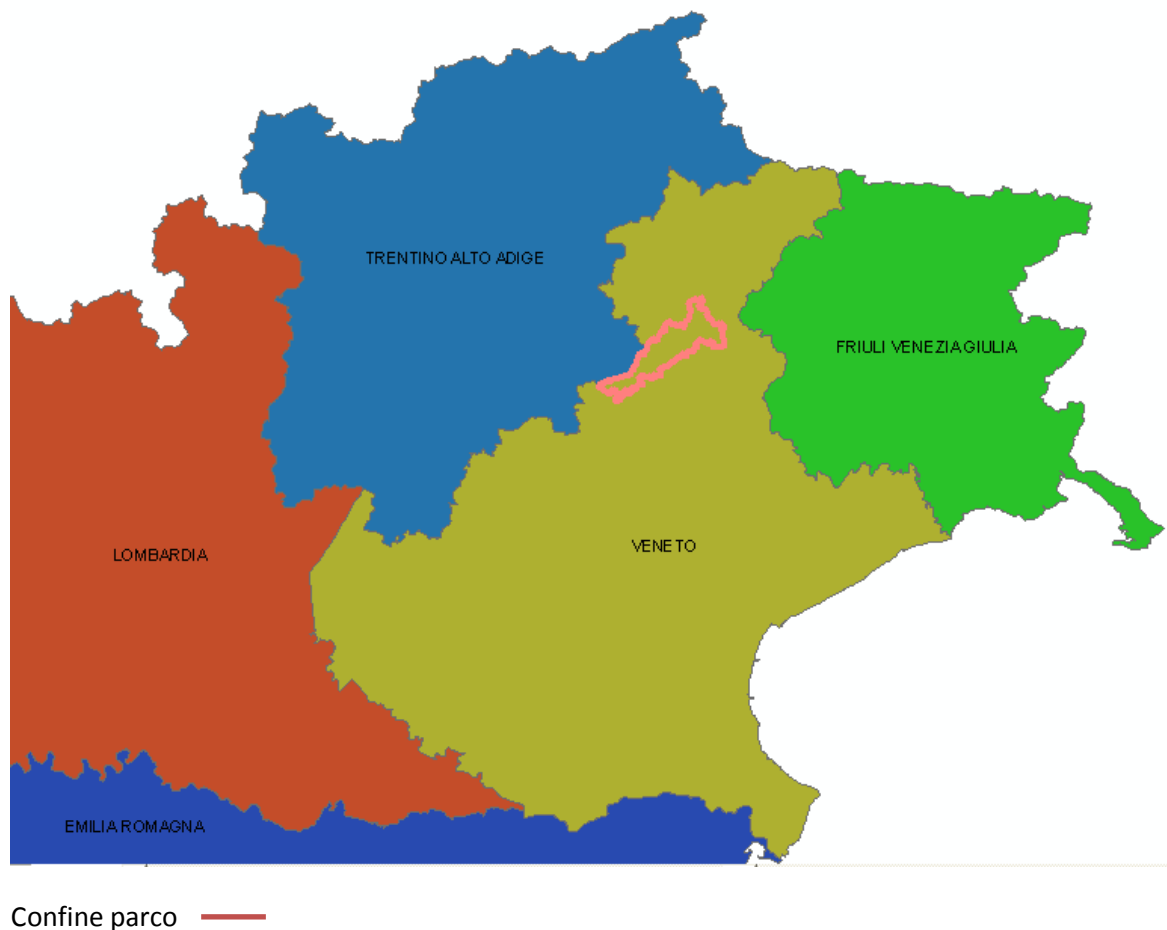 TRENTINO ALTO ADIGE
FRIULI VENEZIA GIULIA
VENETO
LOMBARDIA
EMILIA ROMAGNA
Confine parco